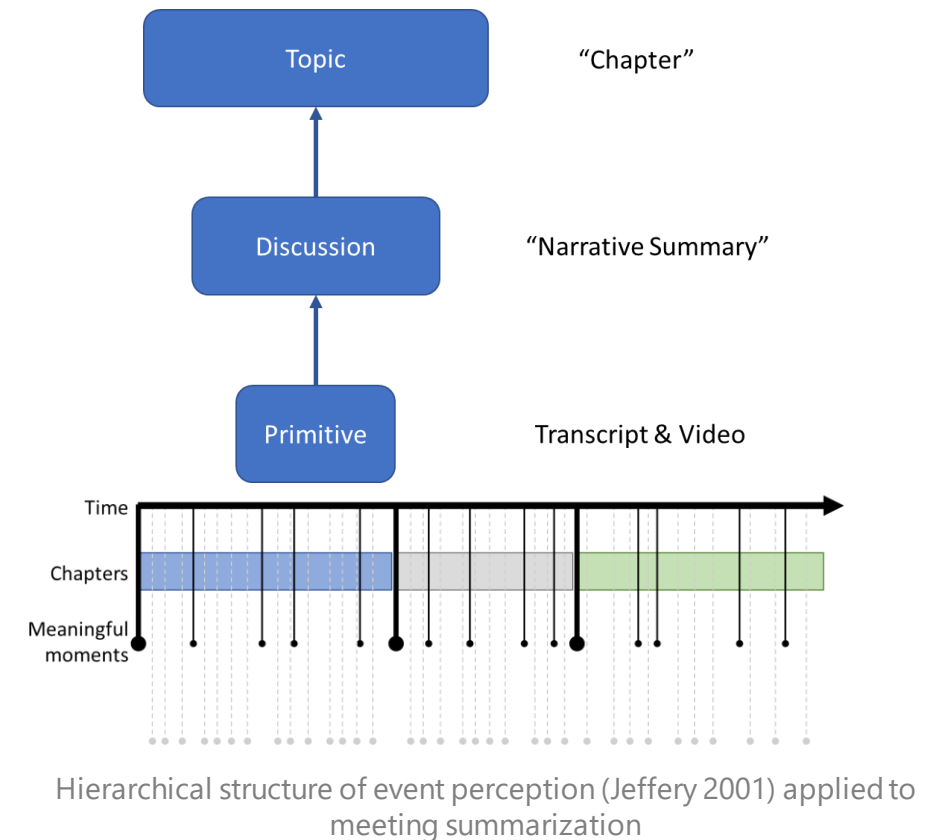 Topic
“Chapter”
Discussion
“Narrative Summary”
Primitive
Transcript & Video
Time
Chapters
Meaningful
moments
Hierarchical structure of event perception (Jeffery 2001) applied to
meeting summarization